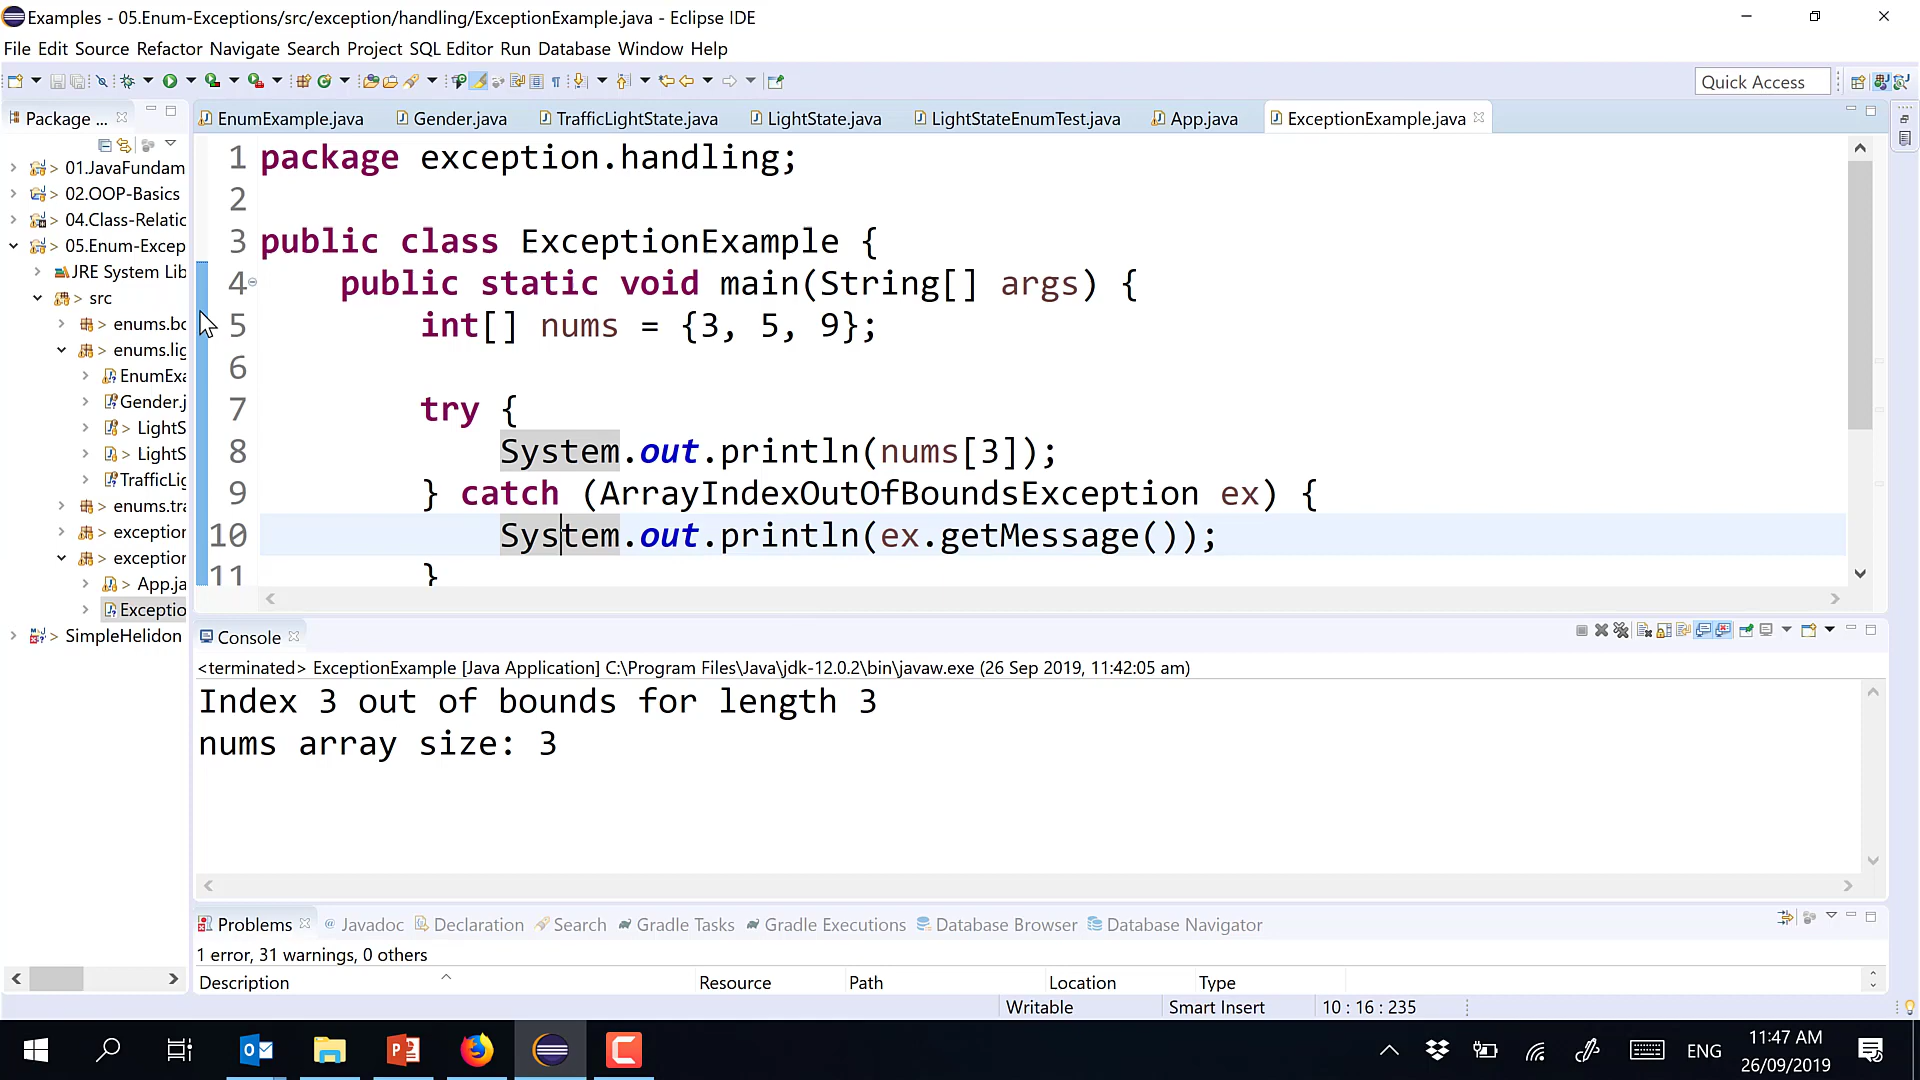 Examples - 05.Enum-Exceptions/src/exception/handling/ExceptionExample.java - Eclipse IDE
File Edit Source Refactor Navigate Search Project SQL Editor Run Database Window Help
Quick Access
Package ...
EnumExample.java
Gender.java
TrafficLightState.java
LightState.java
LightStateEnumTest.java
App.java
ExceptionExample.java
> 01.JavaFundam
> 02.OOP-Basics
> 04.Class-Relatic
> 05.Enum-Excep
JRE System Lib
> src
> enums.bc
> enums.lig
EnumExa
Gender.j
> LightS
> LightS
TrafficLig
> enums.tra
> exception
> exception
> App.ja
Exceptio
> SimpleHelidon
1 package exception.handling;
2
3 public class ExceptionExample {
4 public static void main(String[] args) {
5 int[] nums = {3, 5, 9};
6
7 try {
8 System.out.println(nums[3]);
9 } catch (ArrayIndexOutOfBoundsException ex) {
10 System.out.println(ex.getMessage());
11 }
Console
<terminated> ExceptionExample [Java Application] C:\Program Files\Java\jdk-12.0.2\bin\javaw.exe (26 Sep 2019, 11:42:05 am)
Index 3 out of bounds for length 3
nums array size: 3
Problems @ Javadoc Declaration Search Gradle Tasks Gradle Executions Database Browser Database Navigator
1 error, 31 warnings, 0 others
Description Resource Path Location Type
Writable Smart Insert 10 : 16 : 235
ENG
11:47 AM
26/09/2019